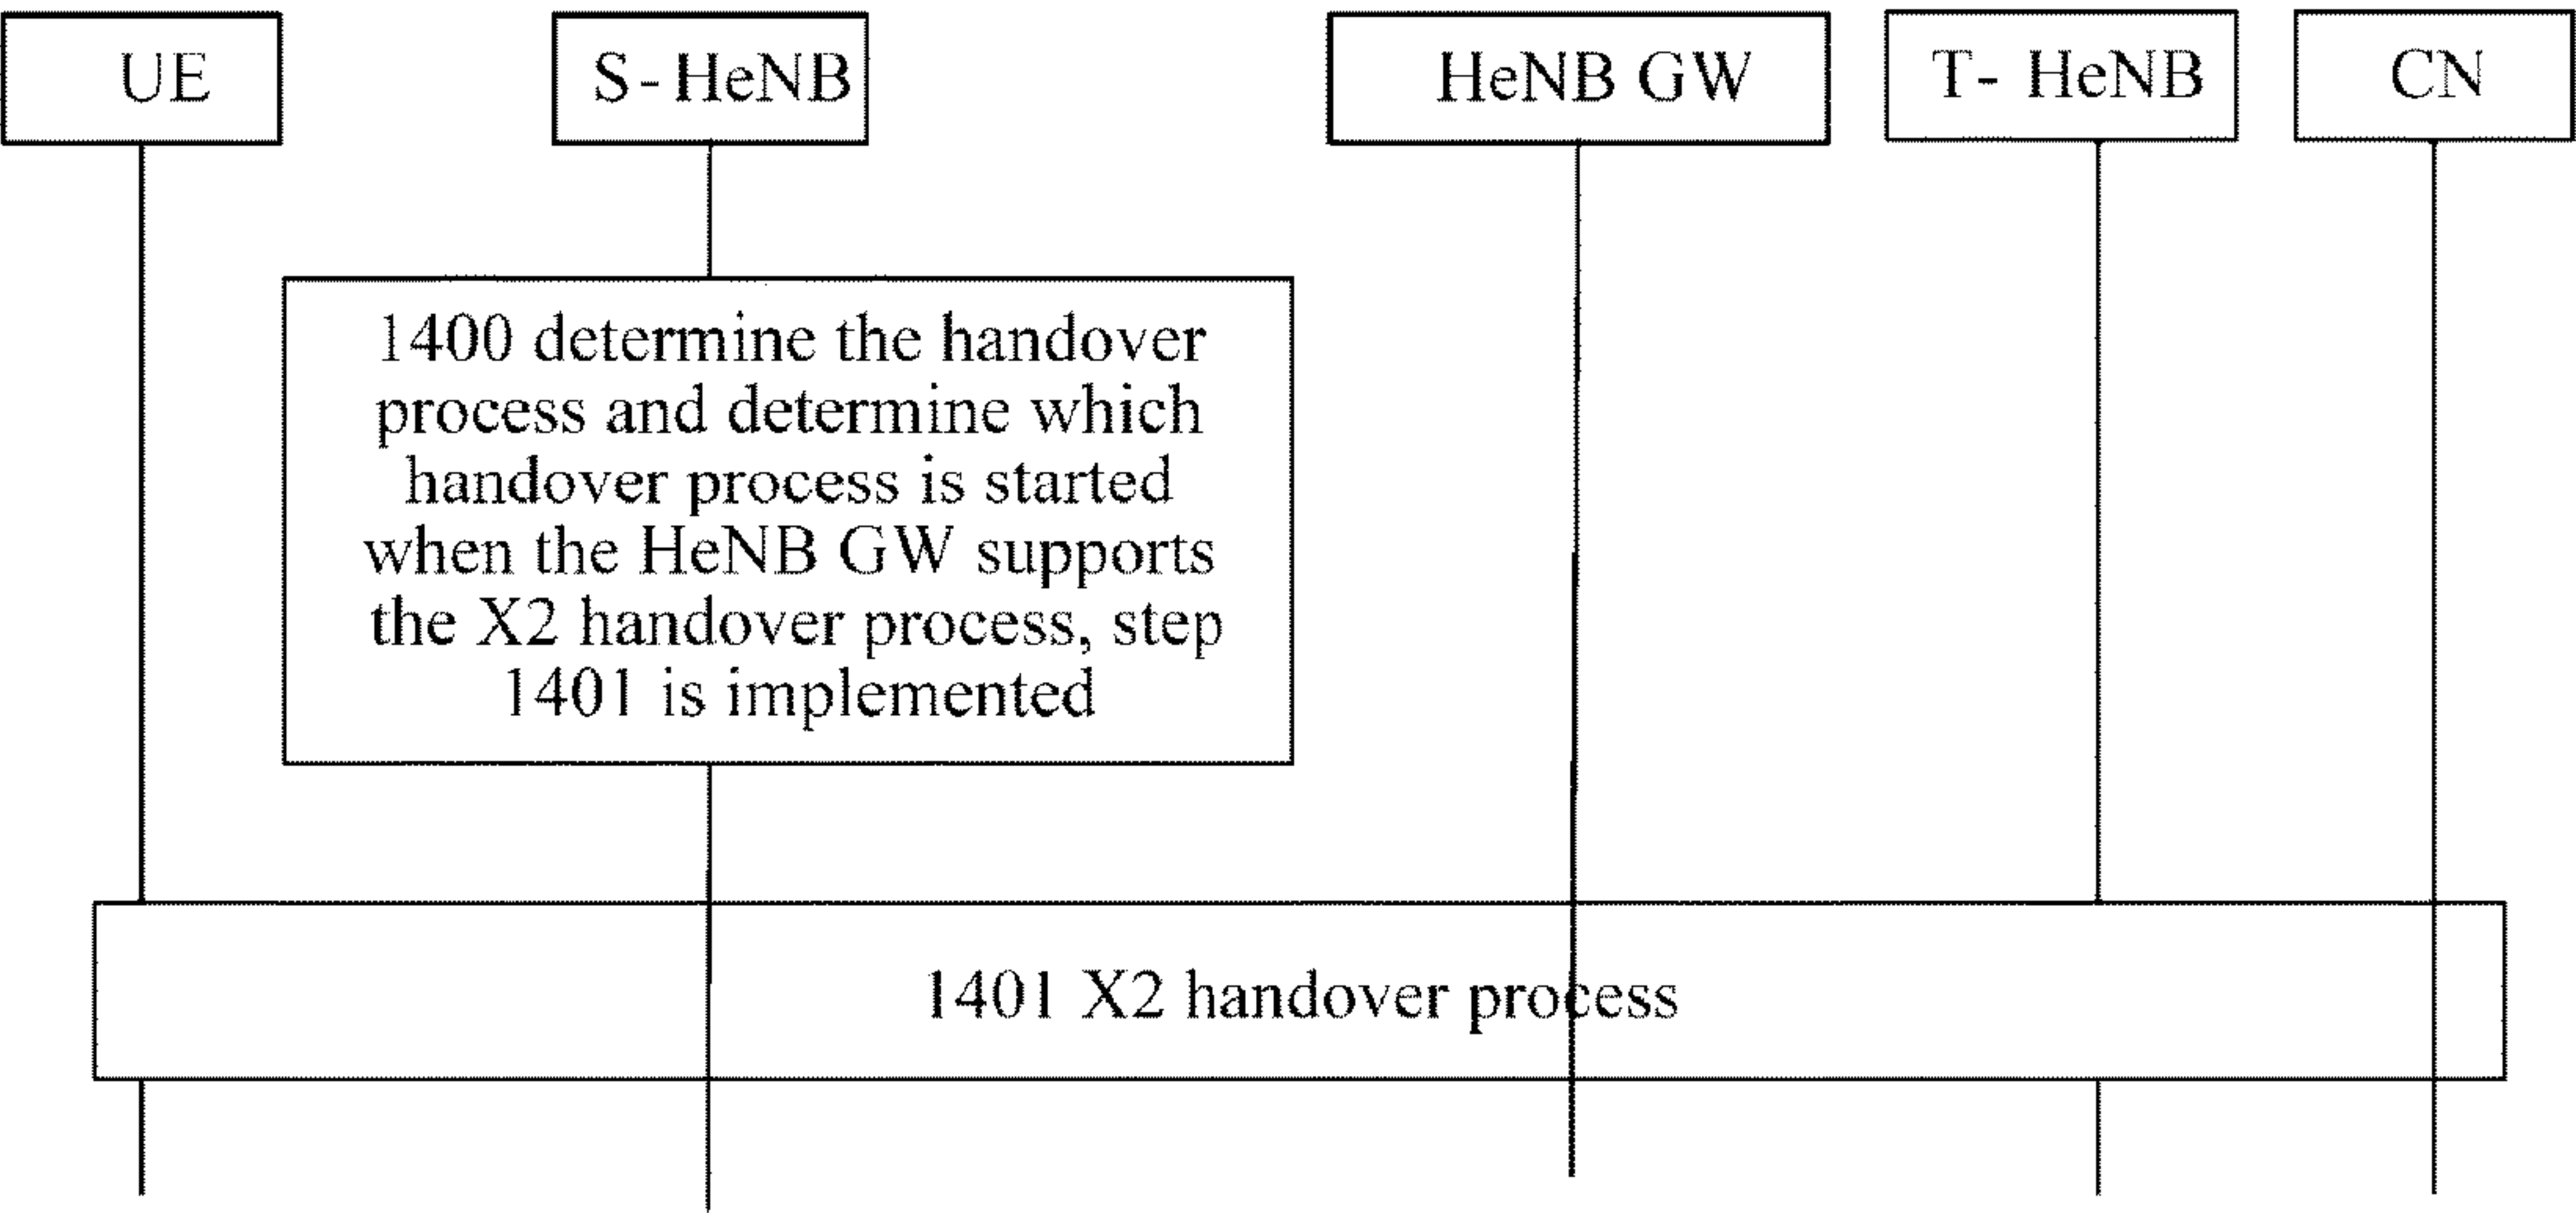 UE
S-HeNB
HeNB GW
T- HeNB
CN
1400 determine the handover
process and determine which
handover process is started
when the HeNB GW supports
the X2 handover process, step
1401 is implemented
1401 X2 handover process